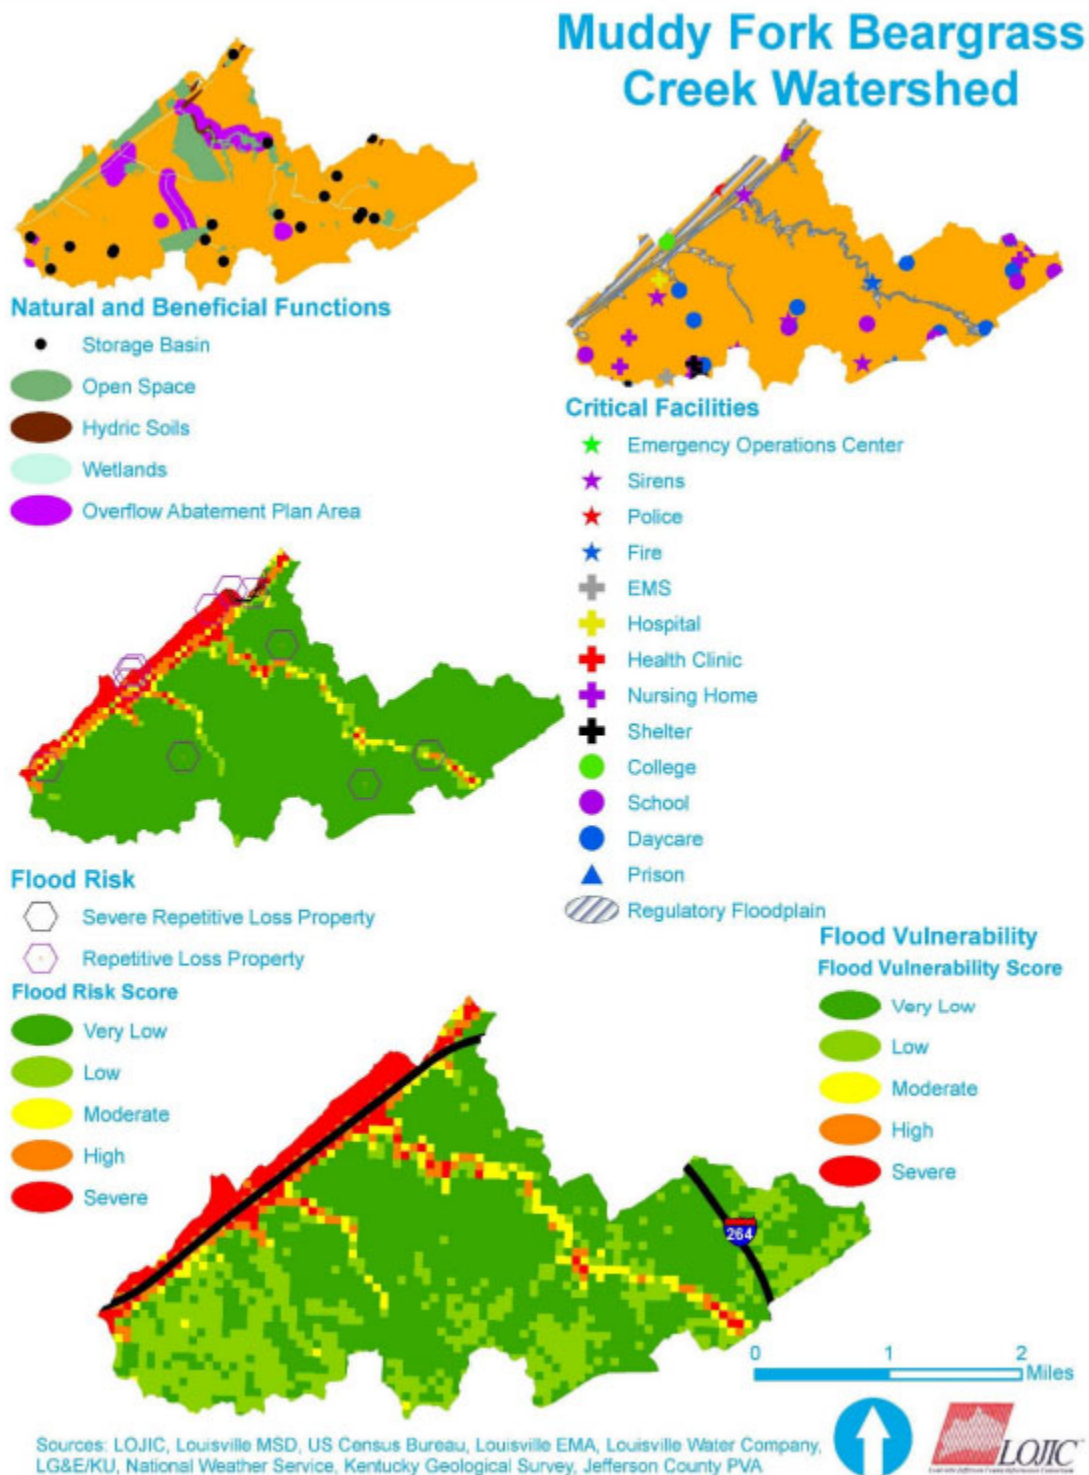 Muddy Fork Beargrass
Creek Watershed
Natural and Beneficial Functions
Storage Basin
Open Space
Hydric Soils
Wetlands
Overflow Abatement Plan Area
Critical Facilities
Emergency Operations Center
Sirens
Police
Fire
EMS
Hospital
Health Clinic
Nursing Home
Shelter
College
School
Daycare
Prison
Regulatory Floodplain
Flood Risk
Severe Repetitive Loss Property
Repetitive Loss Property
Flood Risk Score
Very Low
Low
Moderate
High
Severe
Flood Vulnerability
Flood Vulnerability Score
Very Low
Low
Moderate
High
Severe
264
0 1 2
Miles
Sources: LOJIC, Louisville MSD, US Census Bureau, Louisville EMA, Louisville Water Company,
LG&E/KU, National Weather Service, Kentucky Geological Survey, Jefferson County PVA
LOJIC